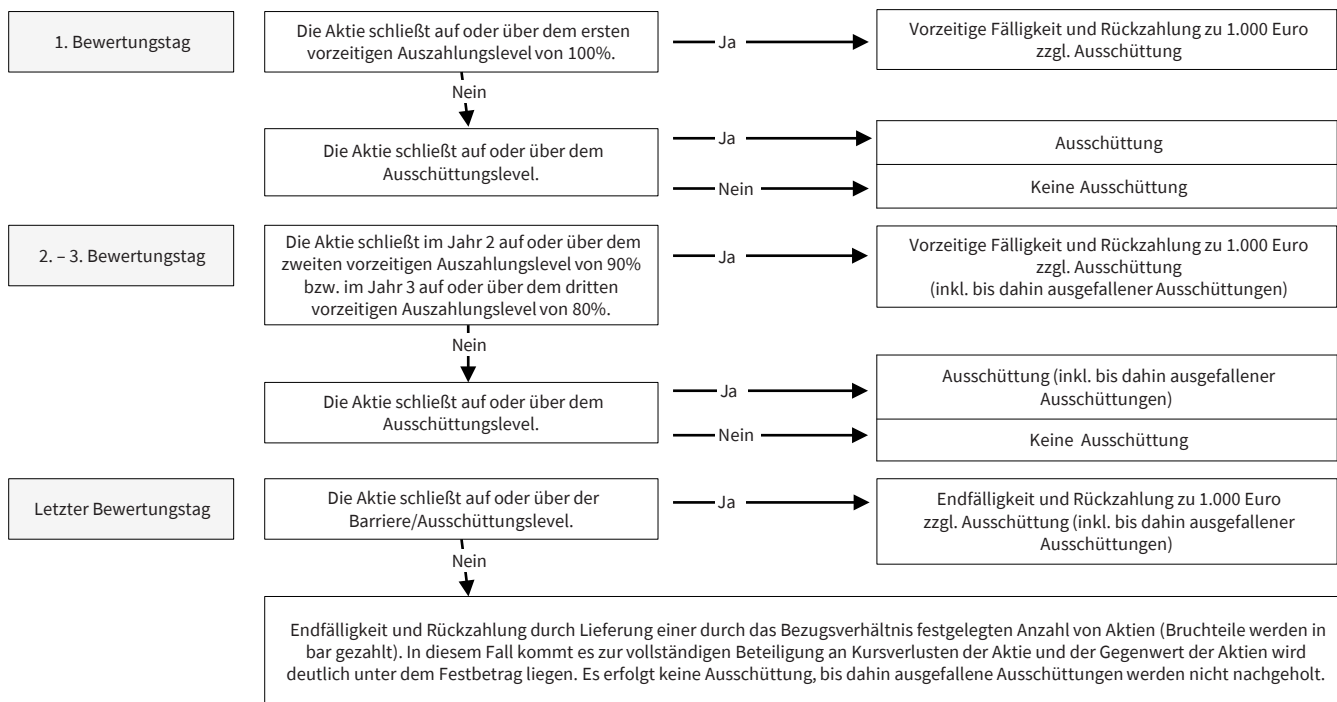 1. Bewertungstag
Die Aktie schließt auf oder über dem ersten
vorzeitigen Auszahlungslevel von 100%.
Ja
Vorzeitige Fälligkeit und Rückzahlung zu 1.000 Euro
zzgl. Ausschüttung
Nein
Die Aktie schließt auf oder über dem
Ausschüttungslevel.
Ja
Ausschüttung
Nein
Keine Ausschüttung
2. – 3. Bewertungstag
Die Aktie schließt im Jahr 2 auf oder über dem
zweiten vorzeitigen Auszahlungslevel von 90%
bzw. im Jahr 3 auf oder über dem dritten
vorzeitigen Auszahlungslevel von 80%.
Ja
Vorzeitige Fälligkeit und Rückzahlung zu 1.000 Euro
zzgl. Ausschüttung
(inkl. bis dahin ausgefallener Ausschüttungen)
Nein
Die Aktie schließt auf oder über dem
Ausschüttungslevel.
Ja
Ausschüttung (inkl. bis dahin ausgefallener
Ausschüttungen)
Nein
Keine Ausschüttung
Letzter Bewertungstag
Die Aktie schließt auf oder über der
Barriere/Ausschüttungslevel.
Ja
Endfälligkeit und Rückzahlung zu 1.000 Euro
zzgl. Ausschüttung (inkl. bis dahin ausgefallener
Ausschüttungen)
Nein
Endfälligkeit und Rückzahlung durch Lieferung einer durch das Bezugsverhältnis festgelegten Anzahl von Aktien (Bruchteile werden in
bar gezahlt). In diesem Fall kommt es zur vollständigen Beteiligung an Kursverlusten der Aktie und der Gegenwert der Aktien wird
deutlich unter dem Festbetrag liegen. Es erfolgt keine Ausschüttung, bis dahin ausgefallene Ausschüttungen werden nicht nachgeholt.